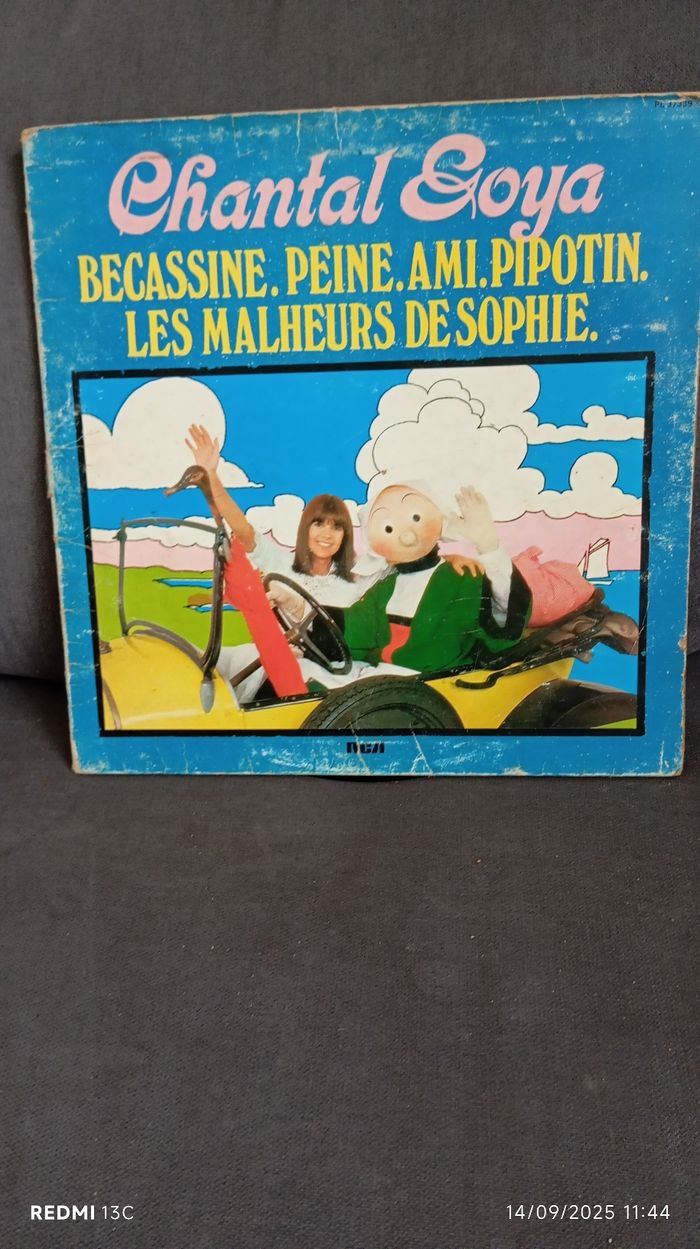 Chantal Goya
BECASSINE. PEINE. AMI. PIPOTIN.
LES MALHEURS DE SOPHIE.
RCA
REDMI 13C
14/09/2025 11:44